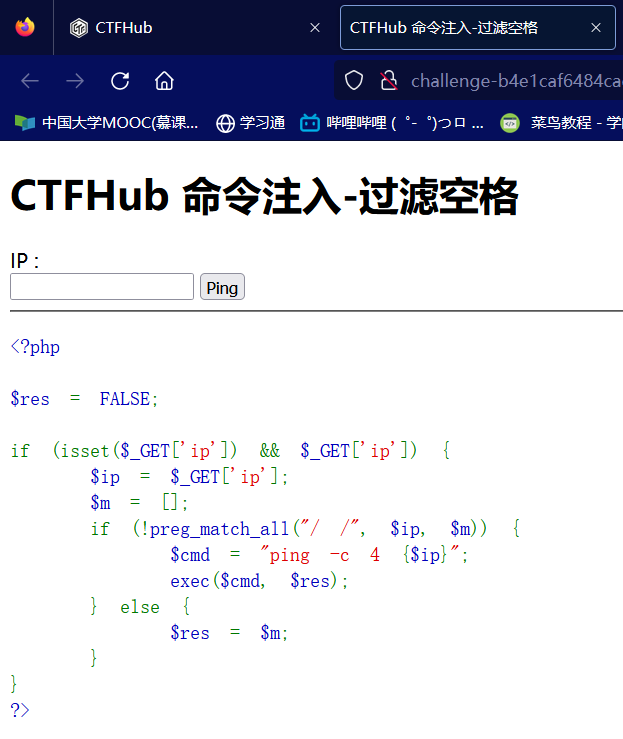 CTFHub
CTFHub 命令注入-过滤空格
challenge-b4e1caf6484ca
中国大学MOOC(慕课...
学习通
哔哩哔哩 ( ゜- ゜)つロ ...
菜鸟教程 - 学
CTFHub 命令注入-过滤空格
IP :
Ping
<?php
$res = FALSE;
if (isset($_GET['ip']) && $_GET['ip']) {
$ip = $_GET['ip'];
$m = [];
if (!preg_match_all("/ /", $ip, $m)) {
$cmd = "ping -c 4 {$ip}";
exec($cmd, $res);
} else {
$res = $m;
}
}
?>